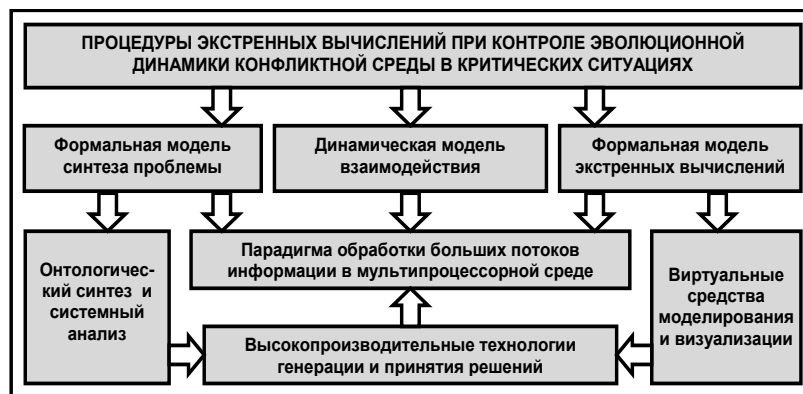 ПРОЦЕДУРЫ ЭКСТРЕННЫХ ВЫЧИСЛЕНИЙ ПРИ КОНТРОЛЕ ЭВОЛЮЦИОННОЙ
ДИНАМИКИ КОНФЛИКТНОЙ СРЕДЫ В КРИТИЧЕСКИХ СИТУАЦИЯХ
Формальная модель
синтеза проблемы
Динамическая модель
взаимодействия
Формальная модель
экстренных вычислений
Онтологичес-
кий синтез и
системный
анализ
Парадигма обработки больших потоков
информации в мультипроцессорной среде
Виртуальные
средства
моделирования
и визуализации
Высокопроизводительные технологии
генерации и принятия решений